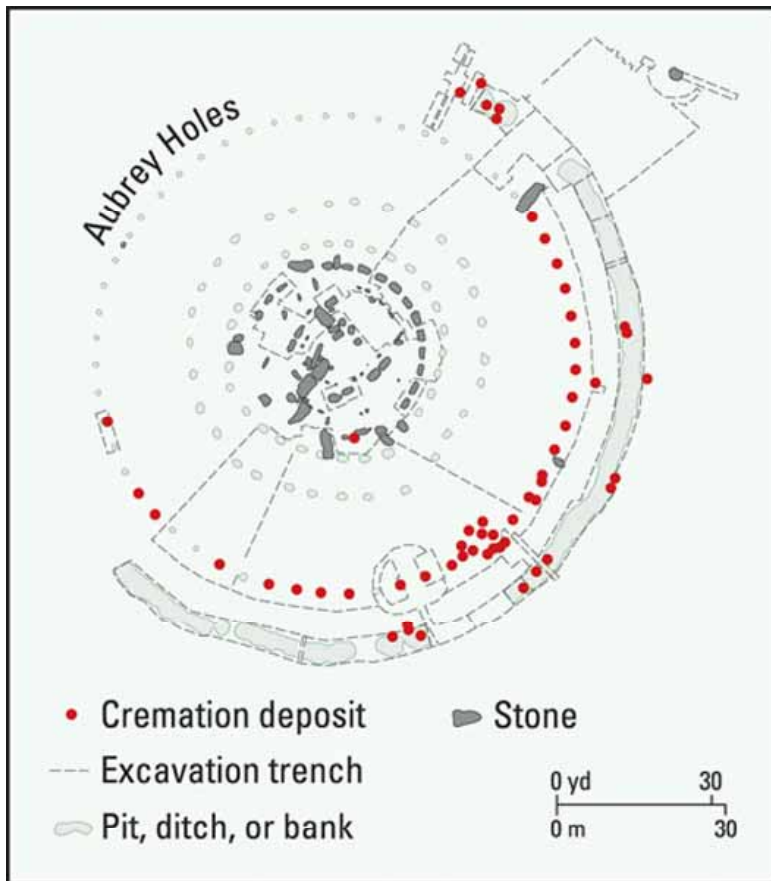 Aubrey Holes
Cremation deposit
Stone
Excavation trench
Pit, ditch, or bank
0 yd 30
0 m 30